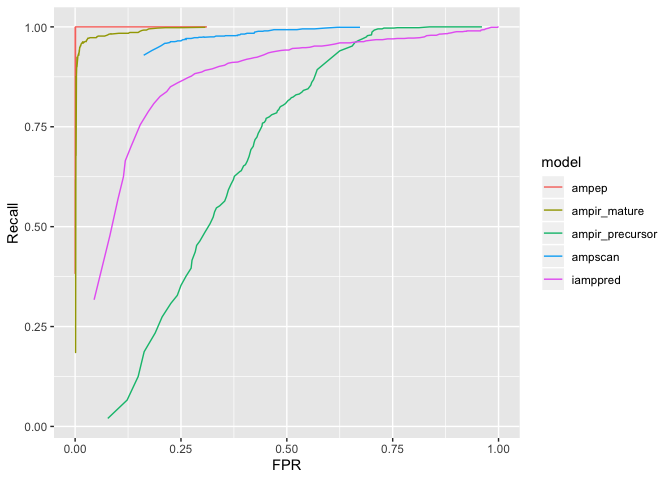 1.00
0.75
0.50
0.25
0.00
Recall
0.00 0.25 0.50 0.75 1.00
FPR
model
ampep
ampir_mature
ampir_precursor
ampscan
iamppred